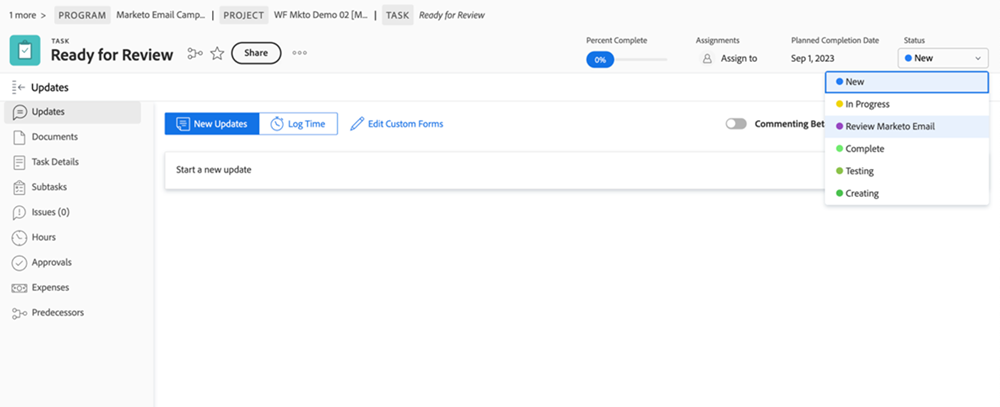 1 more > PROGRAM Marketo Email Camp... | PROJECT WF Mkto Demo 02 [M... | TASK Ready for Review
TASK
Ready for Review
Share
Percent Complete
0%
Assignments
Assign to
Planned Completion Date
Sep 1, 2023
Status
New
New
In Progress
Review Marketo Email
Complete
Testing
Creating
Updates
Updates
Documents
Task Details
Subtasks
Issues (0)
Hours
Approvals
Expenses
Predecessors
New Updates
Log Time
Edit Custom Forms
Commenting Bet
Start a new update